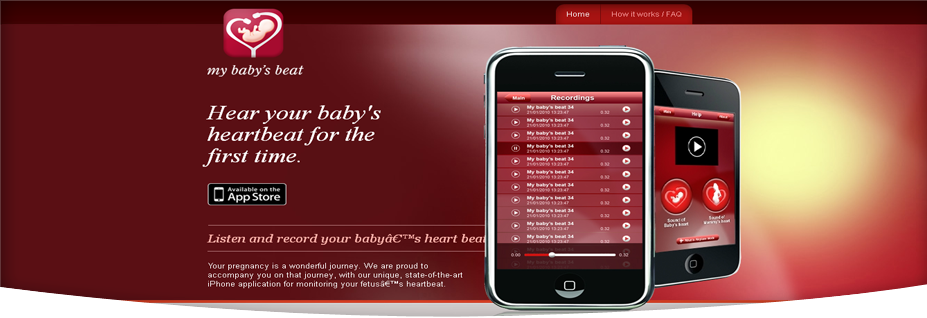 Home
How it works / FAQ
my baby's beat
Hear your baby's
heartbeat for the
first time.
Available on the
App Store
Listen and record your babyâ€™s heart beat
Your pregnancy is a wonderful journey. We are proud to
accompany you on that journey, with our unique, state-of-the-art
iPhone application for monitoring your fetusâ€™s heartbeat.
Main
Recordings
My baby's beat 34
21/01/2010 13:23:47
0.32
My baby's beat 34
21/01/2010 13:23:47
0.32
My baby's beat 34
21/01/2010 13:23:47
0.32
My baby's beat 34
21/01/2010 13:23:47
0.32
My baby's beat 34
21/01/2010 13:23:47
0.32
My baby's beat 34
21/01/2010 13:23:47
0.32
My baby's beat 34
21/01/2010 13:23:47
0.32
My baby's beat 34
21/01/2010 13:23:47
0.32
My baby's beat 34
21/01/2010 13:23:47
0.32
My baby's beat 34
21/01/2010 13:23:47
0.32
My baby's beat 34
21/01/2010 13:23:47
0.32
0.00
0.32
Help
Sound of
Baby's beat
Sound of
Mommy's beat